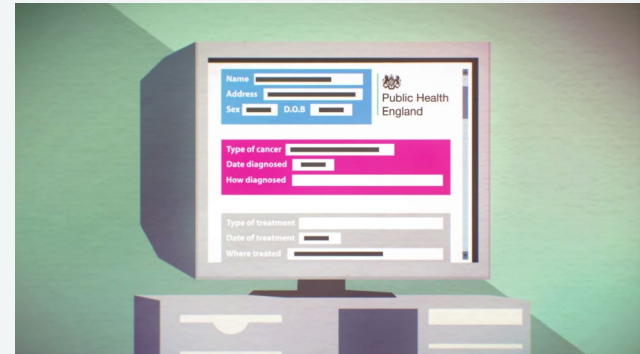 Name
Address
Sex D.O.B
Public Health
England
Type of cancer
Date diagnosed
How diagnosed
Type of treatment
Date of treatment
Where treated